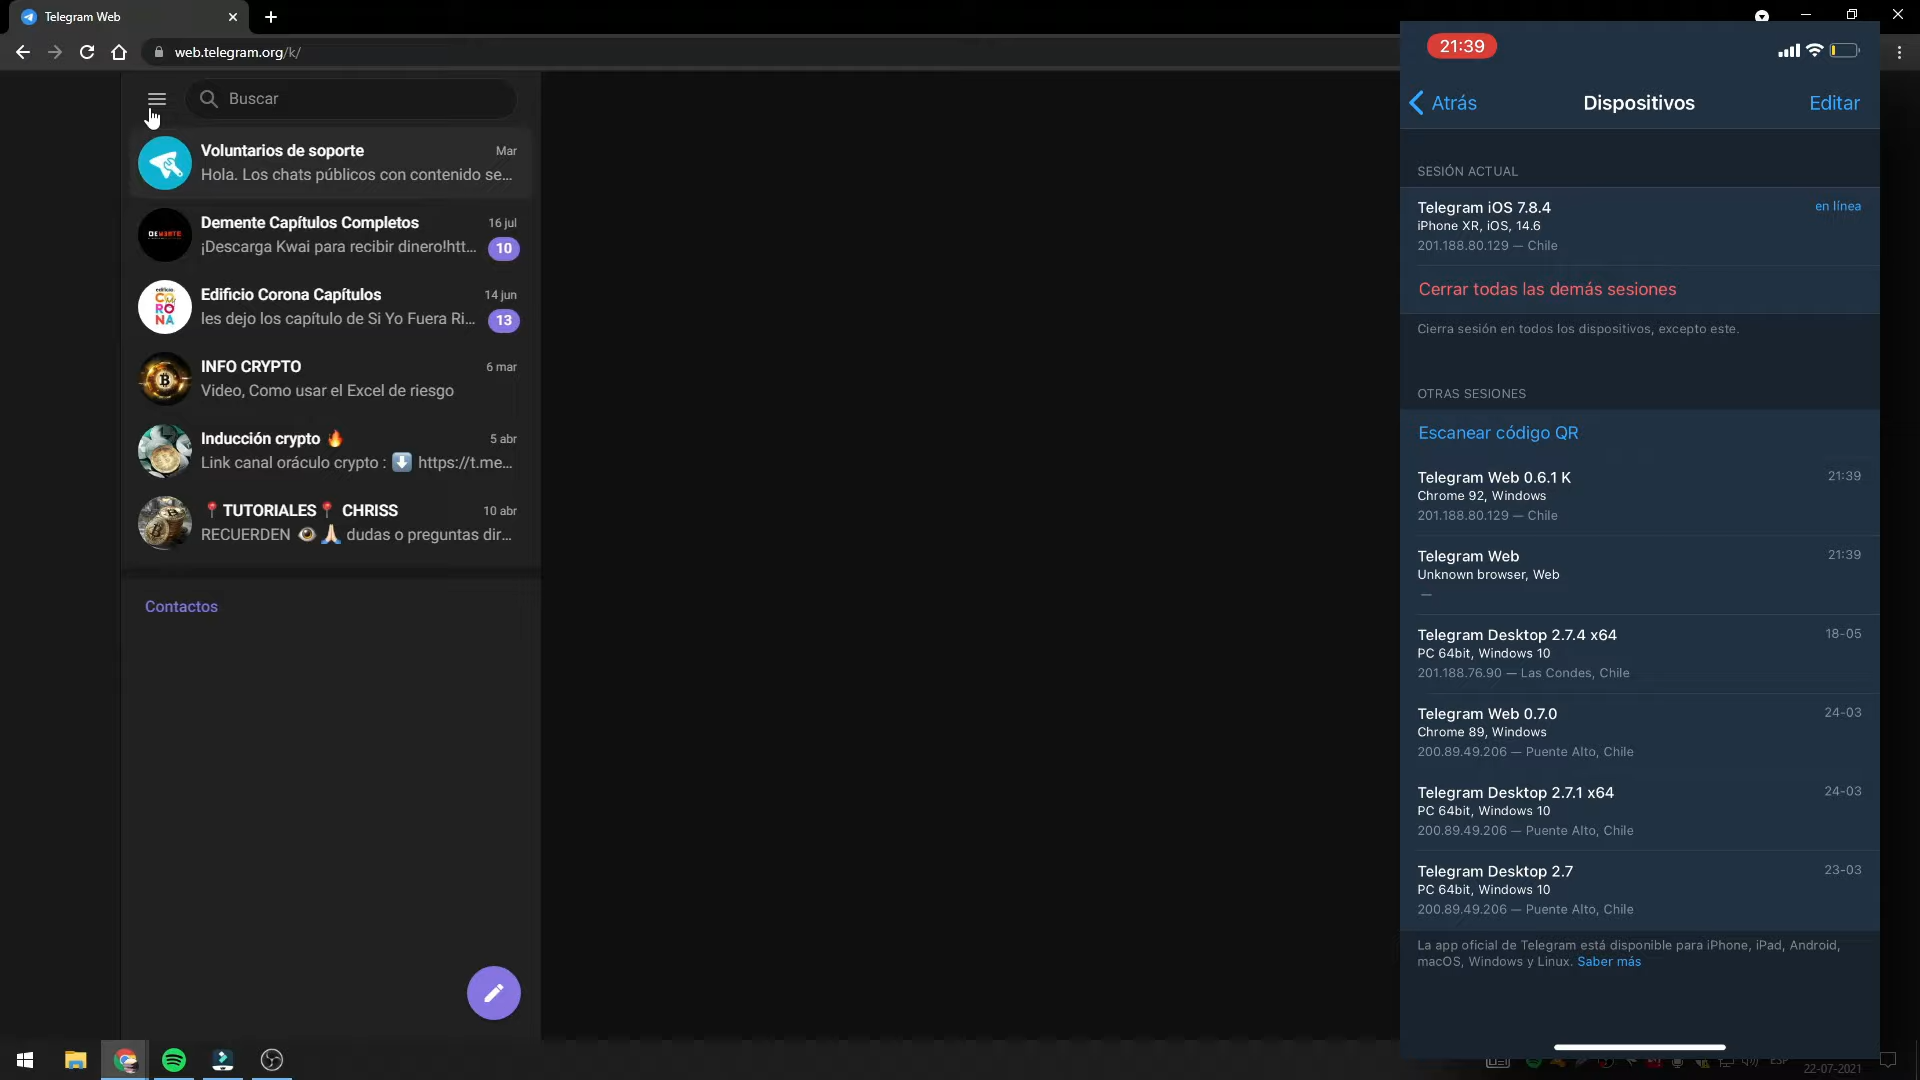 Telegram Web
web.telegram.org/k/
Buscar
Voluntarios de soporte
Mar
Hola. Los chats públicos con contenido se...
DEMENTE
Demente Capítulos Completos
16 jul
¡Descarga Kwai para recibir dinero!htt...
10
edificio
CORONA
Edificio Corona Capítulos
14 jun
les dejo los capítulo de Si Yo Fuera Ri...
13
INFO CRYPTO
6 mar
Video, Como usar el Excel de riesgo
Inducción crypto 🔥
5 abr
Link canal oráculo crypto : ⬇️ https://t.me...
📍TUTORIALES📍 CHRISS
10 abr
RECUERDEN 👁️🙏🏻 dudas o preguntas dir...
Contactos
21:39
Atrás
Dispositivos
Editar
SESIÓN ACTUAL
Telegram iOS 7.8.4
en línea
iPhone XR, iOS, 14.6
201.188.80.129 — Chile
Cerrar todas las demás sesiones
Cierra sesión en todos los dispositivos, excepto este.
OTRAS SESIONES
Escanear código QR
Telegram Web 0.6.1 K
21:39
Chrome 92, Windows
201.188.80.129 — Chile
Telegram Web
21:39
Unknown browser, Web
—
Telegram Desktop 2.7.4 x64
18-05
PC 64bit, Windows 10
201.188.76.90 — Las Condes, Chile
Telegram Web 0.7.0
24-03
Chrome 89, Windows
200.89.49.206 — Puente Alto, Chile
Telegram Desktop 2.7.1 x64
24-03
PC 64bit, Windows 10
200.89.49.206 — Puente Alto, Chile
Telegram Desktop 2.7
23-03
PC 64bit, Windows 10
200.89.49.206 — Puente Alto, Chile
La app oficial de Telegram está disponible para iPhone, iPad, Android,
macOS, Windows y Linux. Saber más
22-07-2021